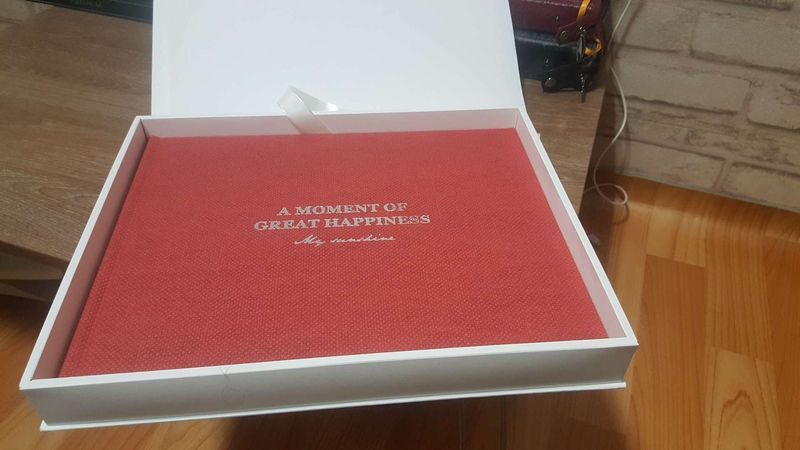 A MOMENT OF
GREAT HAPPINESS
My sunshine